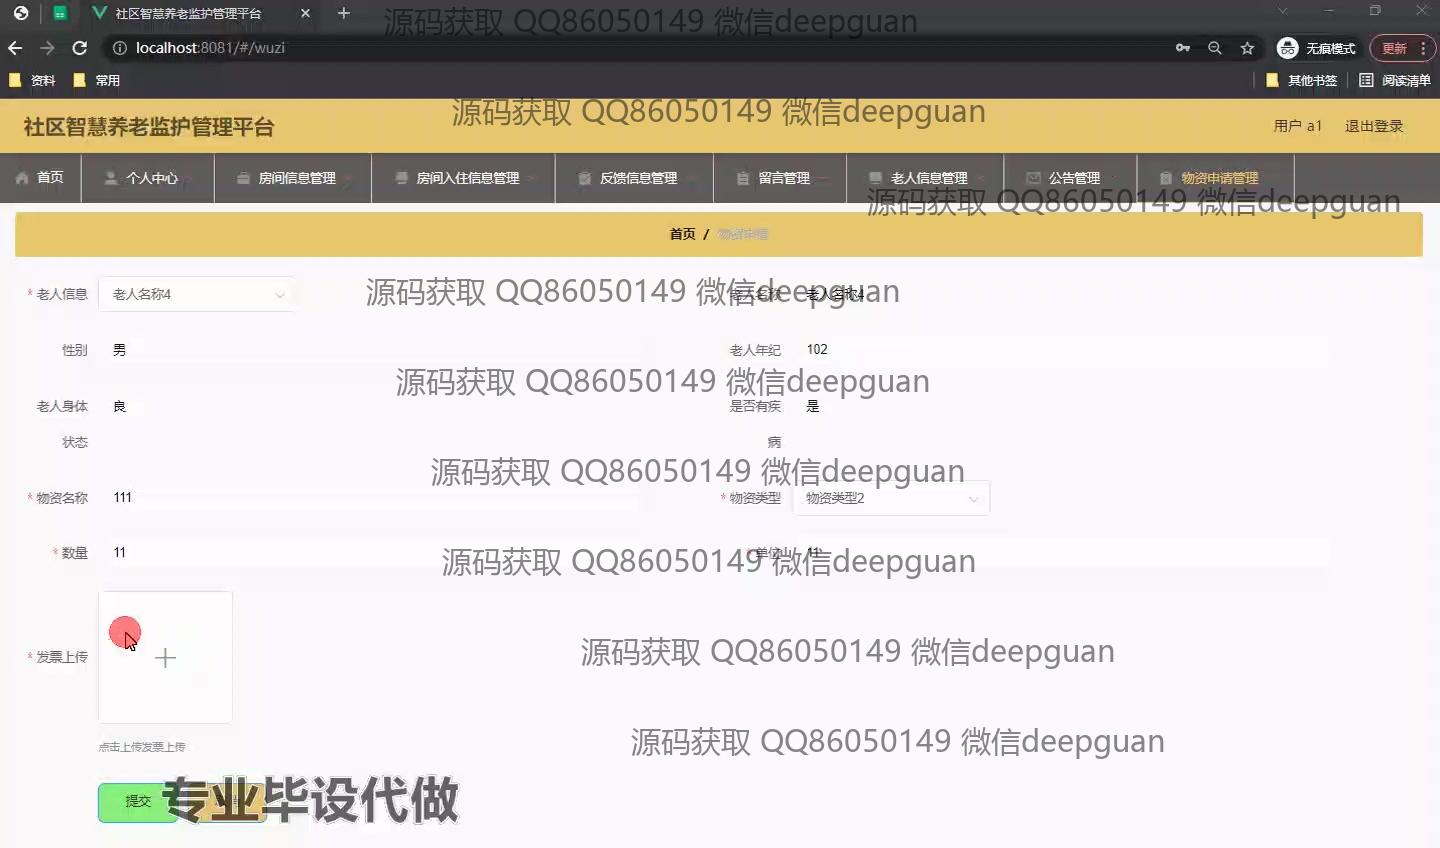 社区智慧养老监护管理平台
源码获取 QQ86050149 微信deepguan
localhost:8081/#/wuzi
无痕模式
更新
资料
常用
其他书签
阅读清单
社区智慧养老监护管理平台
源码获取 QQ86050149 微信deepguan
用户 a1
退出登录
首页
个人中心
房间信息管理
房间入住信息管理
反馈信息管理
留言管理
老人信息管理
公告管理
物资申请管理
源码获取 QQ86050149 微信deepguan
首页 / 物资申请
* 老人信息 老人名称4
源码获取 QQ86050149 微信deepguan
老人名称 老人名称4
性别 男
老人年纪 102
源码获取 QQ86050149 微信deepguan
老人身体状态 良
是否有疾病 是
源码获取 QQ86050149 微信deepguan
* 物资名称 111
* 物资类型 物资类型2
* 数量 11
* 单位 11
源码获取 QQ86050149 微信deepguan
* 发票上传
源码获取 QQ86050149 微信deepguan
点击上传发票上传
源码获取 QQ86050149 微信deepguan
提交
专业毕设代做